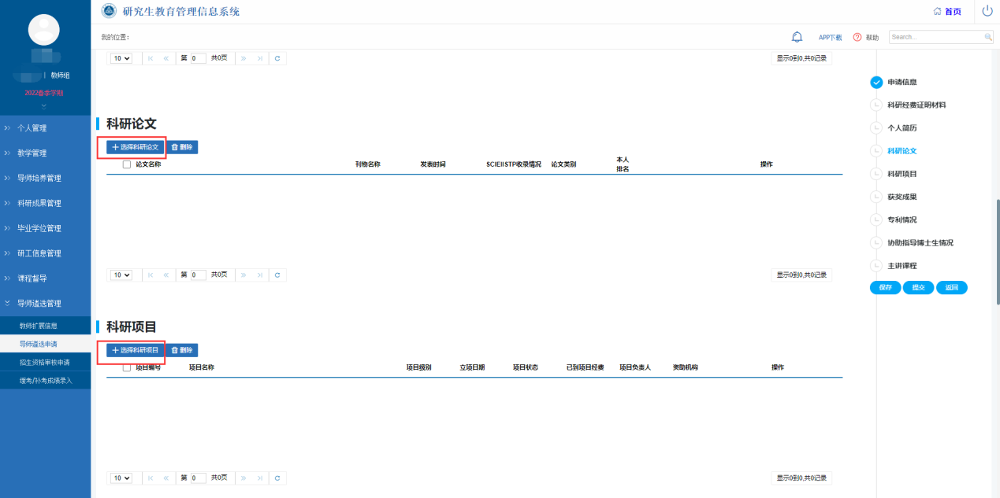 研究生教育管理信息系统
首页
我的位置：
APP下载
帮助
Search...
教师组
2022春季学期
个人管理
教学管理
导师培养管理
科研成果管理
毕业学位管理
研工信息管理
课程督导
导师遴选管理
教师扩展信息
导师遴选申请
招生资格审核申请
缓考/补考成绩录入
10 第 0 共0页 显示0到0,共0记录
科研论文
选择科研论文 删除
论文名称 刊物名称 发表时间 SCIEIISTP收录情况 论文类别 本人排名 操作
10 第 0 共0页 显示0到0,共0记录
科研项目
选择科研项目 删除
项目编号 项目名称 项目级别 立项日期 项目状态 已到项目经费 项目负责人 资助机构 操作
10 第 0 共0页 显示0到0,共0记录
申请信息
科研经费证明材料
个人简历
科研论文
科研项目
获奖成果
专利情况
协助指导博士生情况
主讲课程
保存 提交 返回